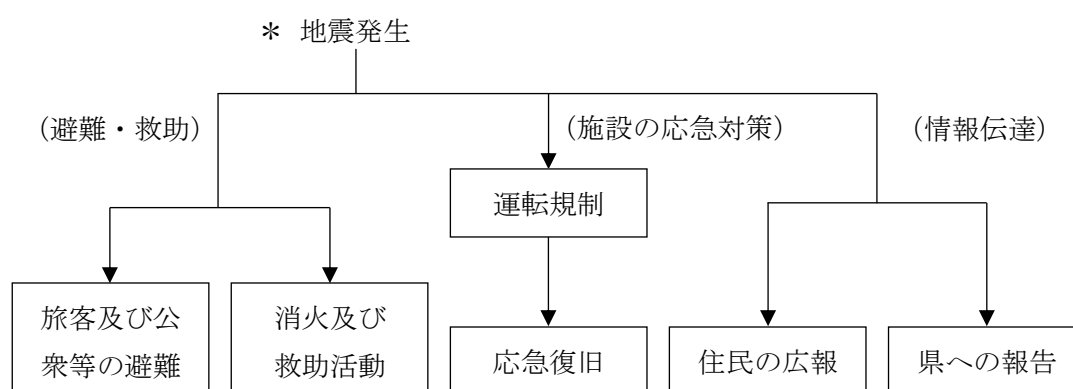 ＊ 地震発生
（避難・救助）
（施設の応急対策）
（情報伝達）
運転規制
旅客及び公
衆等の避難
消火及び
救助活動
応急復旧
住民の広報
県への報告